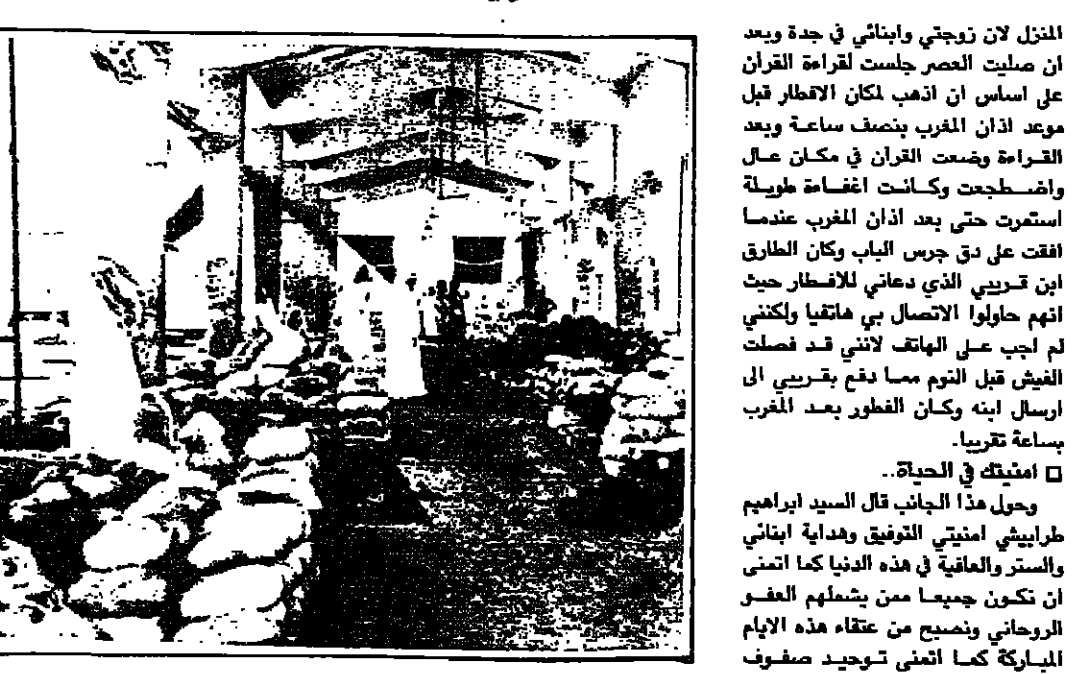 المنزل لان زوجتي وابنائي في جدة وبعد
ان صليت العصر جلست لقراءة القرآن
على اساس ان اذهب لمكان الافطار قبل
موعد اذان المغرب بنصف ساعة وبعد
القراءة وضعت القرآن في مكان عال
واضطجعت وكانت اغفاءة طويلة
استمرت حتى بعد اذان المغرب عندما
افقت على دق جرس الباب وكان الطارق
ابن قريبي الذي دعاني للافطار حيث
انهم حاولوا الاتصال بي هاتفيا ولكنني
لم اجب على الهاتف لانني قد فصلت
الفيش قبل النوم مما دفع بقريبي الى
ارسال ابنه وكان الفطور بعد المغرب
بساعة تقريبا.
□ امنيتك في الحياة..
وحول هذا الجانب قال السيد ابراهيم
طرابيشي امنيتي التوفيق وهداية ابنائي
والستر والعافية في هذه الدنيا كما اتمنى
ان نكون جميعا ممن يشملهم العفو
الروحاني ونصبح من عتقاء هذه الايام
المباركة كما اتمنى توحيد صفوف